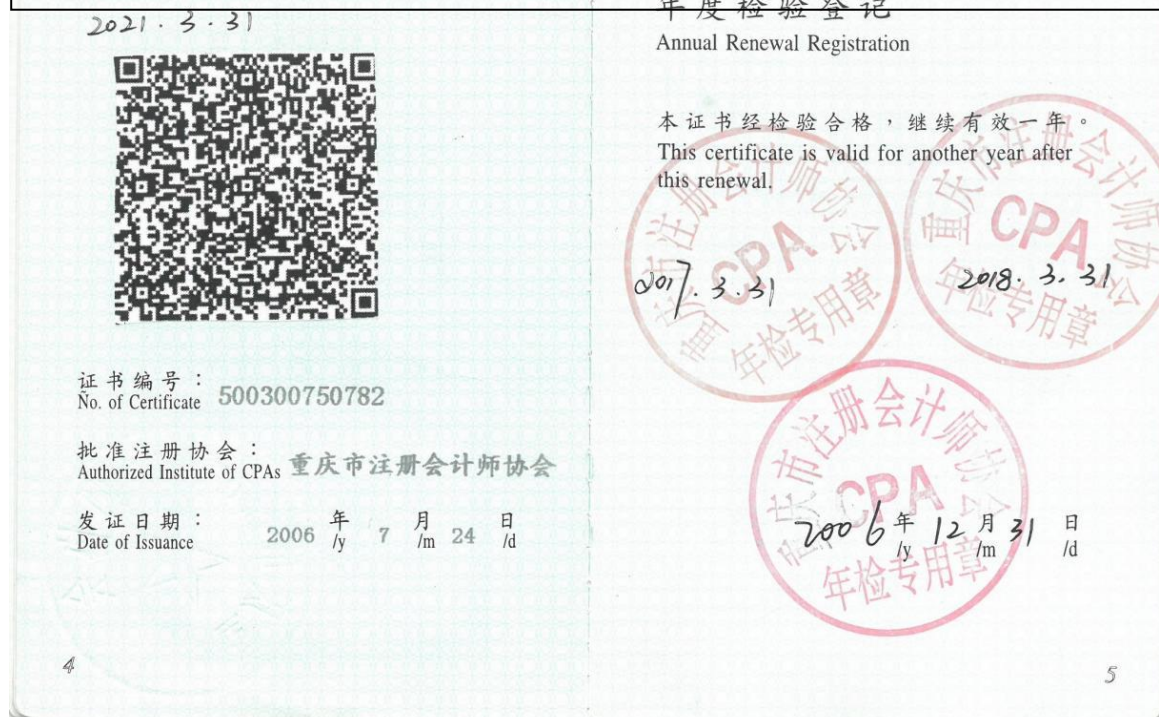 2021.3.31
证书编号：
No. of Certificate 500300750782
批准注册协会：
Authorized Institute of CPAs 重庆市注册会计师协会
发证日期：
Date of Issuance 2006 年 7 月 24 日
/y /m /d
4
年度检验登记
Annual Renewal Registration
本证书经检验合格，继续有效一年。
This certificate is valid for another year after
this renewal.
重庆市注册会计师协会
CPA
年检专用章
2017.3.31
重庆市注册会计师协会
CPA
年检专用章
2018.3.31
重庆市注册会计师协会
CPA
年检专用章
2006 年 12 月 31 日
/y /m /d
5